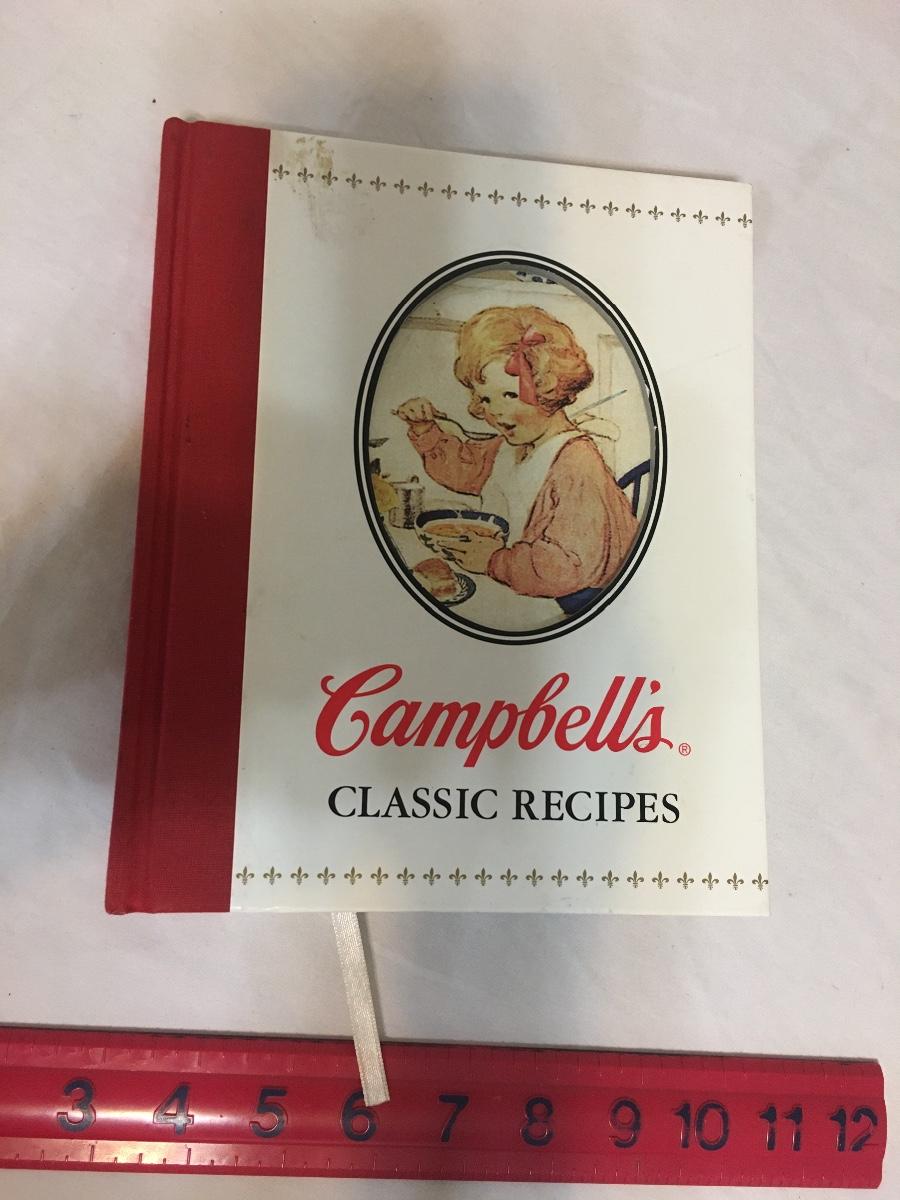 Campbell's®
CLASSIC RECIPES
3 4 5 6 7 8 9 10 11 12